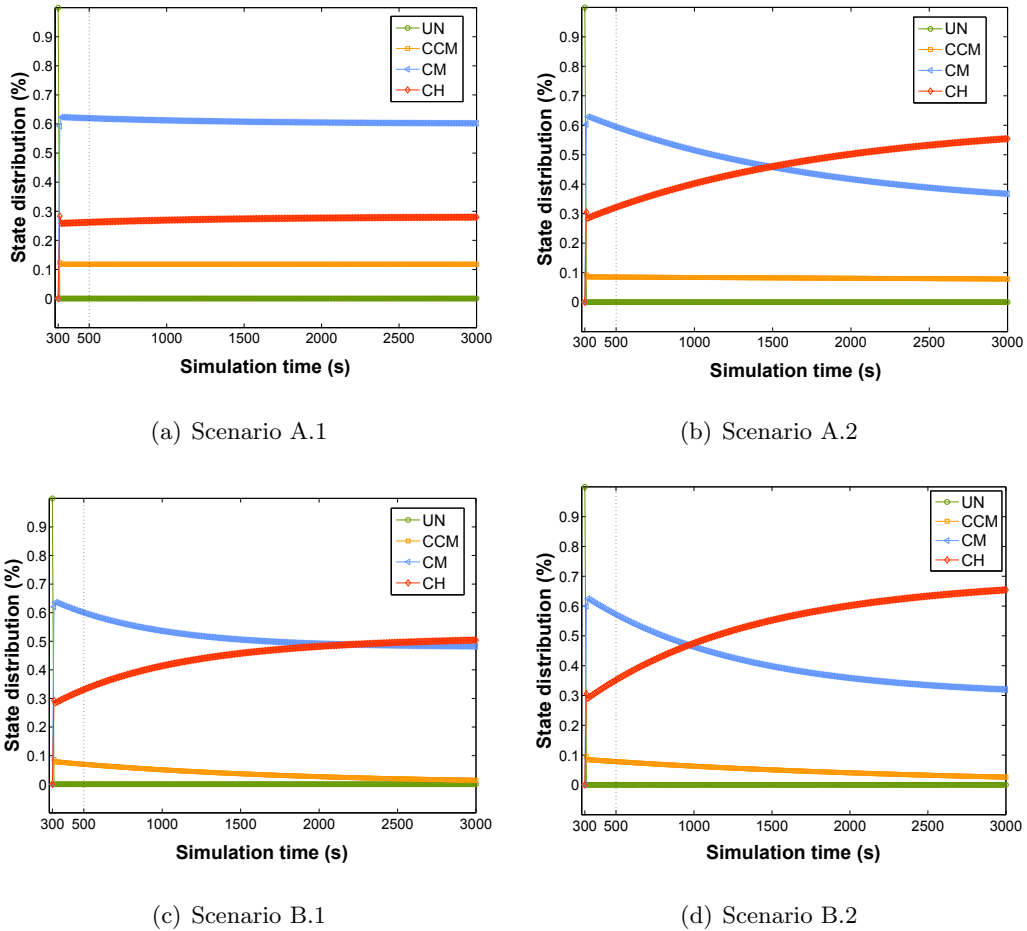 0.9
0.8
0.7
0.6
0.5
0.4
0.3
0.2
0.1
0
State distribution (%)
UN
CCM
CM
CH
300 500 1000 1500 2000 2500 3000
Simulation time (s)
(a) Scenario A.1
0.9
0.8
0.7
0.6
0.5
0.4
0.3
0.2
0.1
0
State distribution (%)
UN
CCM
CM
CH
300 500 1000 1500 2000 2500 3000
Simulation time (s)
(b) Scenario A.2
0.9
0.8
0.7
0.6
0.5
0.4
0.3
0.2
0.1
0
State distribution (%)
UN
CCM
CM
CH
300 500 1000 1500 2000 2500 3000
Simulation time (s)
(c) Scenario B.1
0.9
0.8
0.7
0.6
0.5
0.4
0.3
0.2
0.1
0
State distribution (%)
UN
CCM
CM
CH
300 500 1000 1500 2000 2500 3000
Simulation time (s)
(d) Scenario B.2